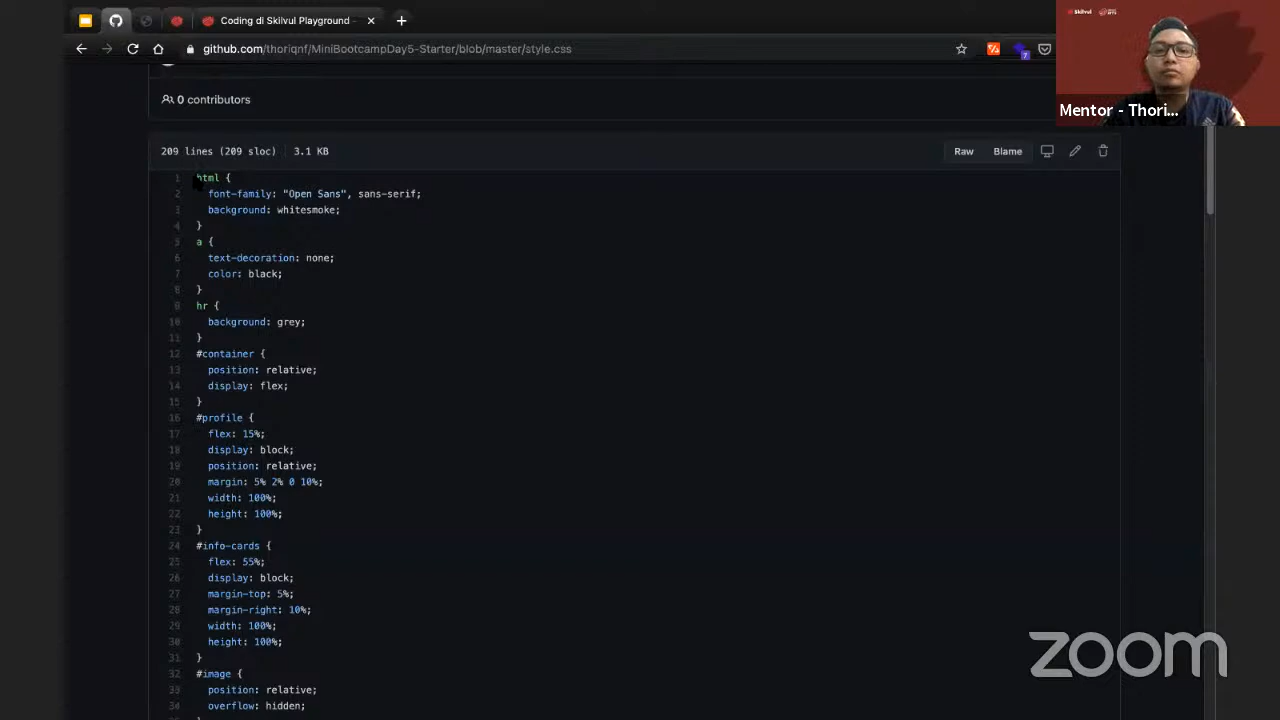 Coding di Skilvul Playground
github.com/thoriqnf/MiniBootcampDay5-Starter/blob/master/style.css
7
Skilvul
Mentor - Thori...
0 contributors
209 lines (209 sloc) 3.1 KB
Raw Blame
1 html {
2 font-family: "Open Sans", sans-serif;
3 background: whitesmoke;
4 }
5 a {
6 text-decoration: none;
7 color: black;
8 }
9 hr {
10 background: grey;
11 }
12 #container {
13 position: relative;
14 display: flex;
15 }
16 #profile {
17 flex: 15%;
18 display: block;
19 position: relative;
20 margin: 5% 2% 0 10%;
21 width: 100%;
22 height: 100%;
23 }
24 #info-cards {
25 flex: 55%;
26 display: block;
27 margin-top: 5%;
28 margin-right: 10%;
29 width: 100%;
30 height: 100%;
31 }
32 #image {
33 position: relative;
34 overflow: hidden;
zoom